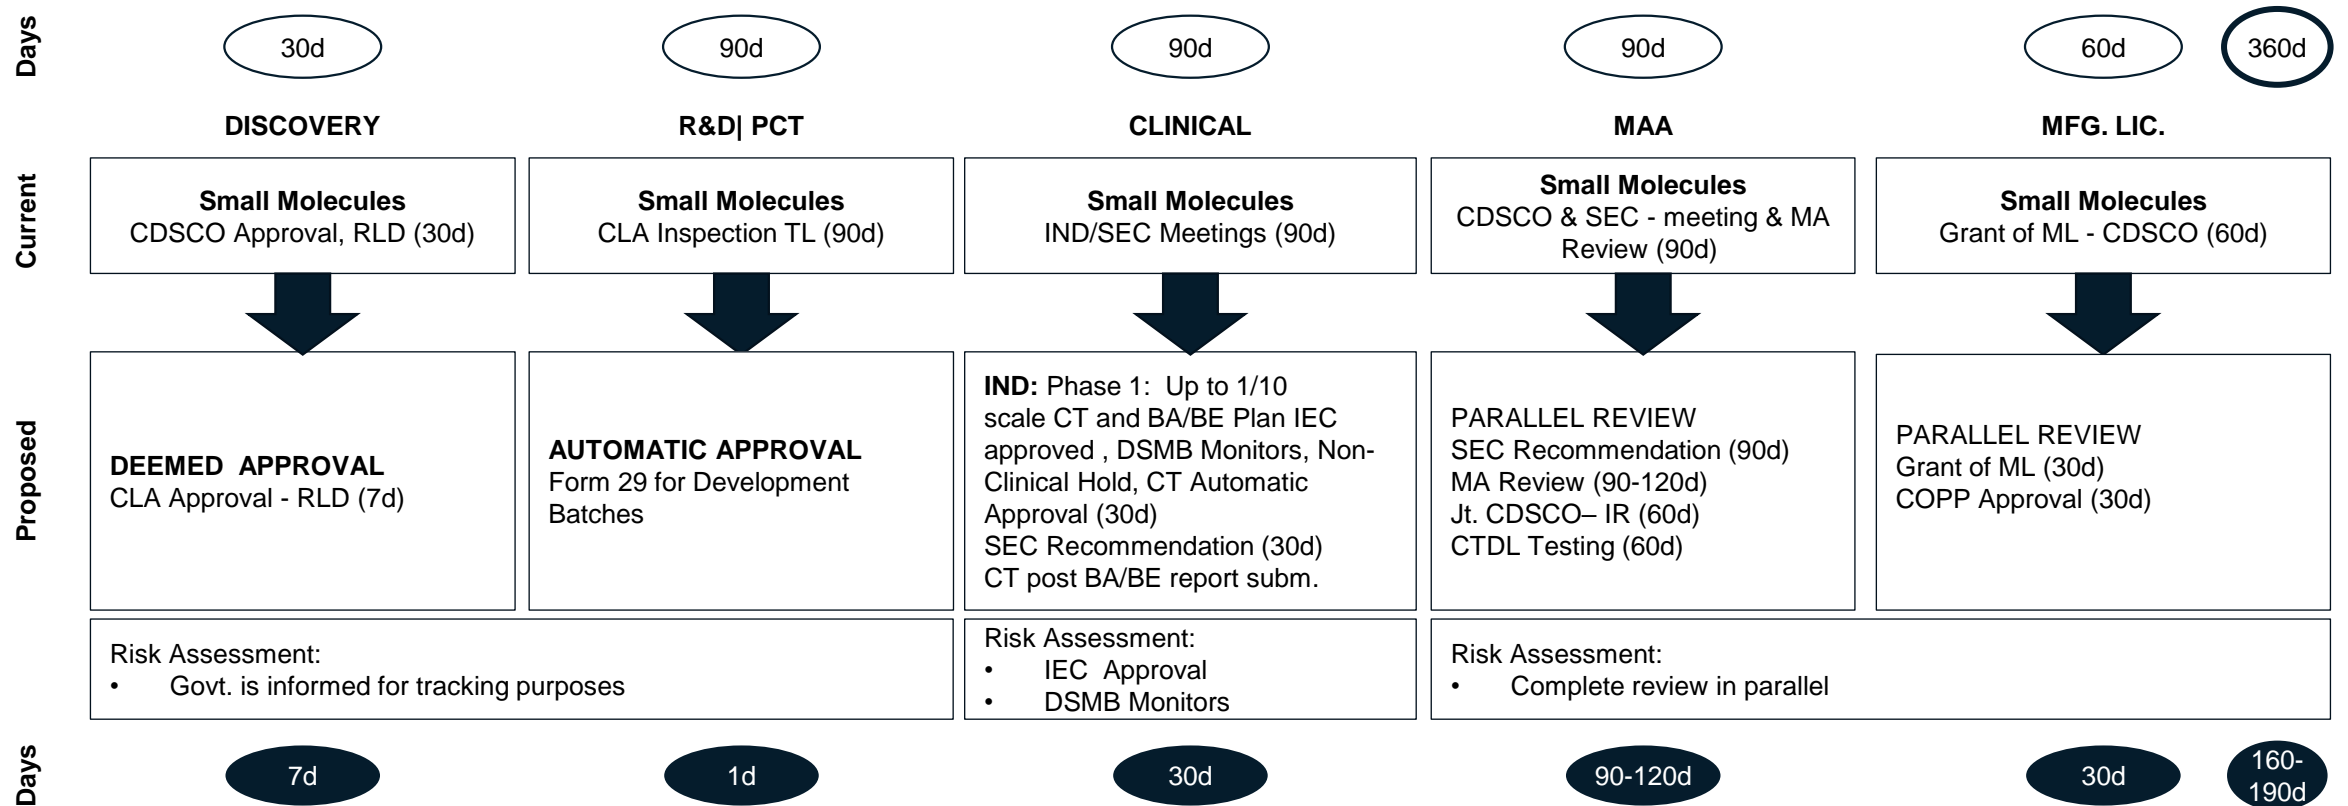 Days
30d
90d
90d
90d
60d
360d
DISCOVERY
R&D| PCT
CLINICAL
MAA
MFG. LIC.
Current
Small Molecules
CDSCO Approval, RLD (30d)
Small Molecules
CLA Inspection TL (90d)
Small Molecules
IND/SEC Meetings (90d)
Small Molecules
CDSCO & SEC - meeting & MA
Review (90d)
Small Molecules
Grant of ML - CDSCO (60d)
Proposed
DEEMED APPROVAL
CLA Approval - RLD (7d)
AUTOMATIC APPROVAL
Form 29 for Development
Batches
IND: Phase 1: Up to 1/10
scale CT and BA/BE Plan IEC
approved , DSMB Monitors, Non-
Clinical Hold, CT Automatic
Approval (30d)
SEC Recommendation (30d)
CT post BA/BE report subm.
PARALLEL REVIEW
SEC Recommendation (90d)
MA Review (90-120d)
Jt. CDSCO– IR (60d)
CTDL Testing (60d)
PARALLEL REVIEW
Grant of ML (30d)
COPP Approval (30d)
Risk Assessment:
• Govt. is informed for tracking purposes
Risk Assessment:
• IEC Approval
• DSMB Monitors
Risk Assessment:
• Complete review in parallel
Days
7d
1d
30d
90-120d
30d
160-
190d